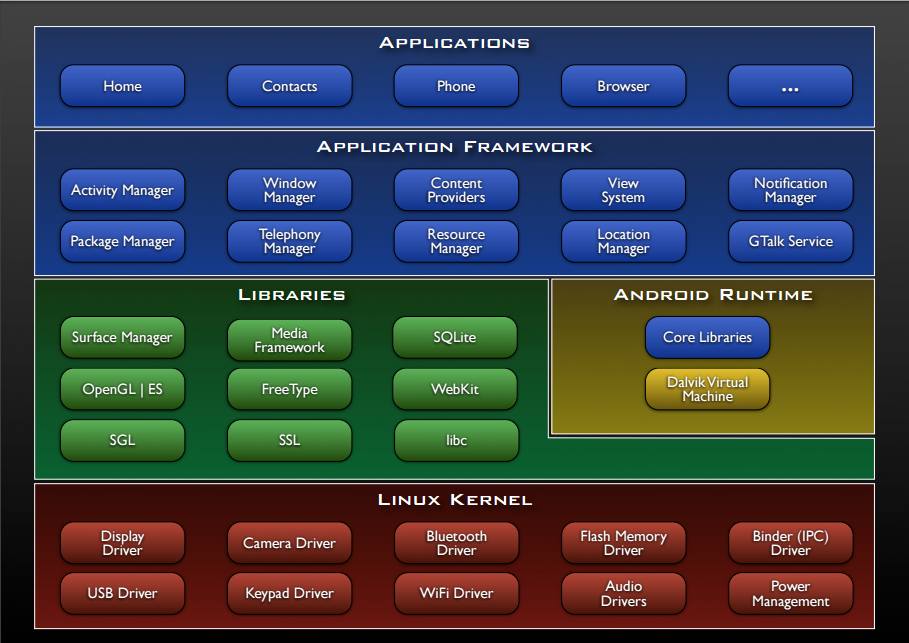 APPLICATIONS
Home
Contacts
Phone
Browser
...
APPLICATION FRAMEWORK
Activity Manager
Window
Manager
Content
Providers
View
System
Notification
Manager
Package Manager
Telephony
Manager
Resource
Manager
Location
Manager
GTalk Service
LIBRARIES
Surface Manager
Media
Framework
SQLite
OpenGL | ES
FreeType
WebKit
SGL
SSL
libc
ANDROID RUNTIME
Core Libraries
Dalvik Virtual
Machine
LINUX KERNEL
Display
Driver
Camera Driver
Bluetooth
Driver
Flash Memory
Driver
Binder (IPC)
Driver
USB Driver
Keypad Driver
WiFi Driver
Audio
Drivers
Power
Management